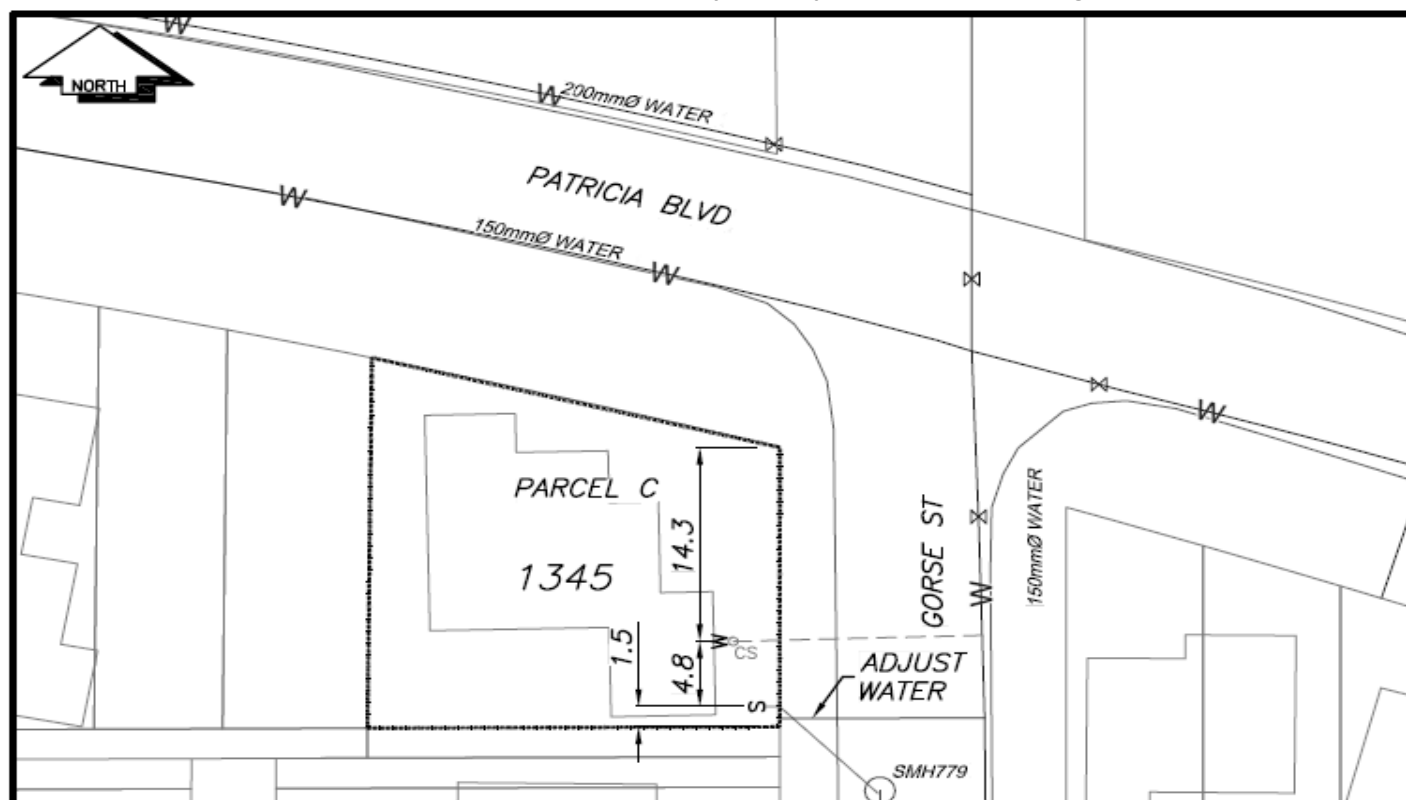 NORTH
W
W
200mmØ WATER
PATRICIA BLVD
W
150mmØ WATER
W
W
PARCEL C
14.3
GORSE ST
W
150mmØ WATER
1345
1.5
W
CS
4.8
ADJUST
WATER
S
SMH779